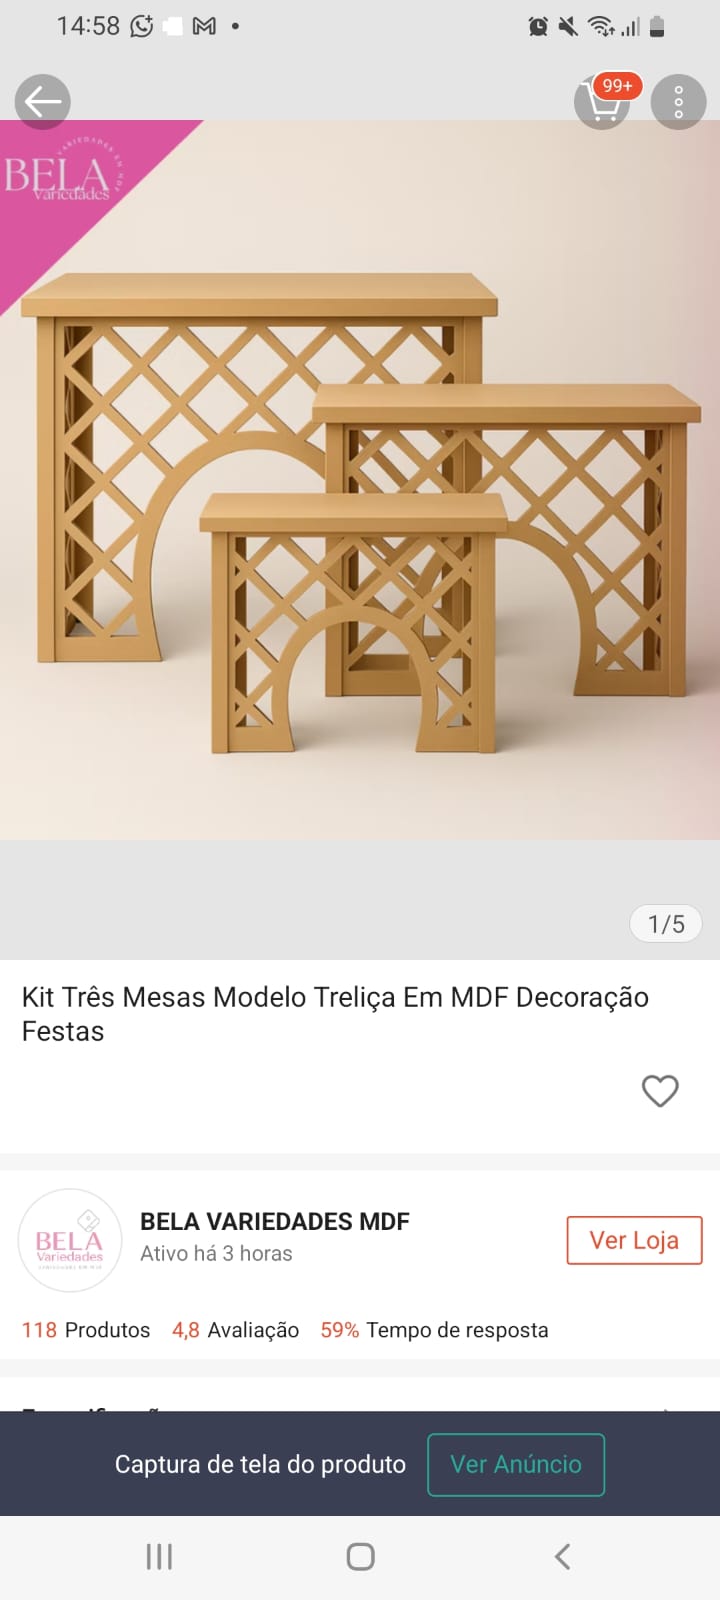 14:58
99+
VARIEDADES EM MDF
BELA
Variedades
1/5
Kit Três Mesas Modelo Treliça Em MDF Decoração
Festas
BELA
Variedades
BELA VARIEDADES MDF
Ativo há 3 horas
Ver Loja
118 Produtos 4,8 Avaliação 59% Tempo de resposta
Captura de tela do produto
Ver Anúncio